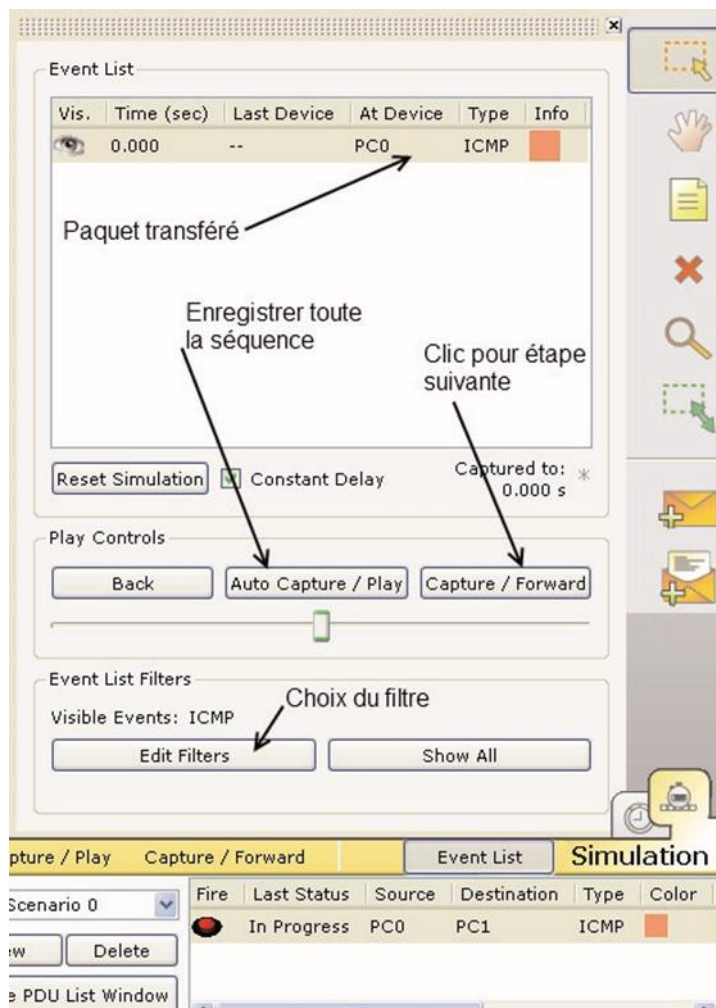 Event List
Vis. Time (sec) Last Device At Device Type Info
0.000 -- PC0 ICMP
Paquet transféré
Enregistrer toute
la séquence
Clic pour étape
suivante
Reset Simulation Constant Delay Captured to:
0.000 s *
Play Controls
Back Auto Capture / Play Capture / Forward
Event List Filters
Choix du filtre
Visible Events: ICMP
Edit Filters Show All
pture / Play Capture / Forward Event List Simulation
Scenario 0 Fire Last Status Source Destination Type Color
In Progress PC0 PC1 ICMP
ew Delete
e PDU List Window